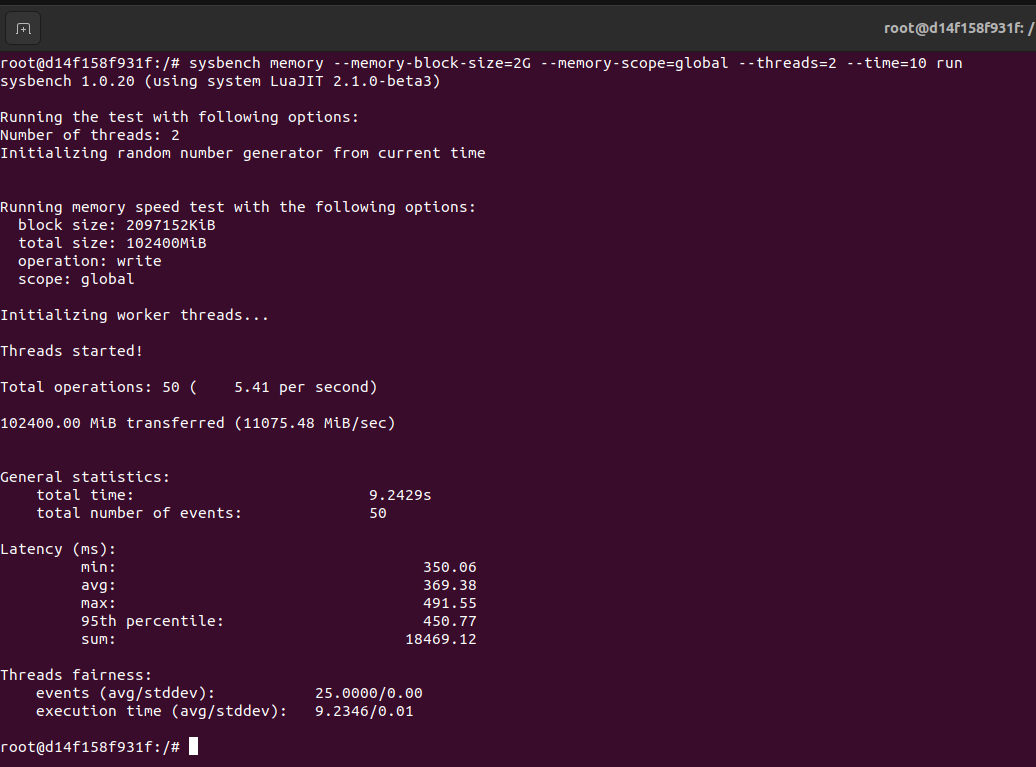 root@d14f158f931f: /
root@d14f158f931f:/# sysbench memory --memory-block-size=2G --memory-scope=global --threads=2 --time=10 run
sysbench 1.0.20 (using system LuaJIT 2.1.0-beta3)
Running the test with following options:
Number of threads: 2
Initializing random number generator from current time
Running memory speed test with the following options:
block size: 2097152KiB
total size: 102400MiB
operation: write
scope: global
Initializing worker threads...
Threads started!
Total operations: 50 (    5.41 per second)
102400.00 MiB transferred (11075.48 MiB/sec)
General statistics:
total time:                          9.2429s
total number of events:              50
Latency (ms):
min:                                  350.06
avg:                                  369.38
max:                                  491.55
95th percentile:                      450.77
sum:                                18469.12
Threads fairness:
events (avg/stddev):           25.0000/0.00
execution time (avg/stddev):   9.2346/0.01
root@d14f158f931f:/#